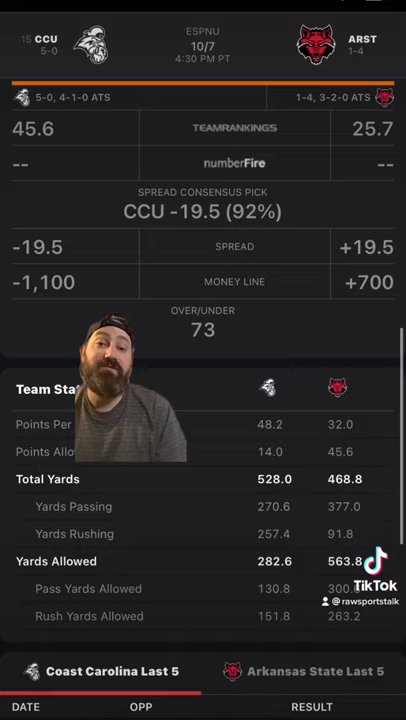 15 CCU
5-0
ESPNU
10/7
4:30 PM PT
ARST
1-4
5-0, 4-1-0 ATS
1-4, 3-2-0 ATS
45.6 TEAMRANKINGS 25.7
-- numberFire --
SPREAD CONSENSUS PICK
CCU -19.5 (92%)
-19.5 SPREAD +19.5
-1,100 MONEY LINE +700
OVER/UNDER
73
Team Sta
Points Per 48.2 32.0
Points Allo 14.0 45.6
Total Yards 528.0 468.8
Yards Passing 270.6 377.0
Yards Rushing 257.4 91.8
Yards Allowed 282.6 563.8
Pass Yards Allowed 130.8 300.6
Rush Yards Allowed 151.8 263.2
TikTok
@rawsportstalk
Coast Carolina Last 5
Arkansas State Last 5
DATE OPP RESULT